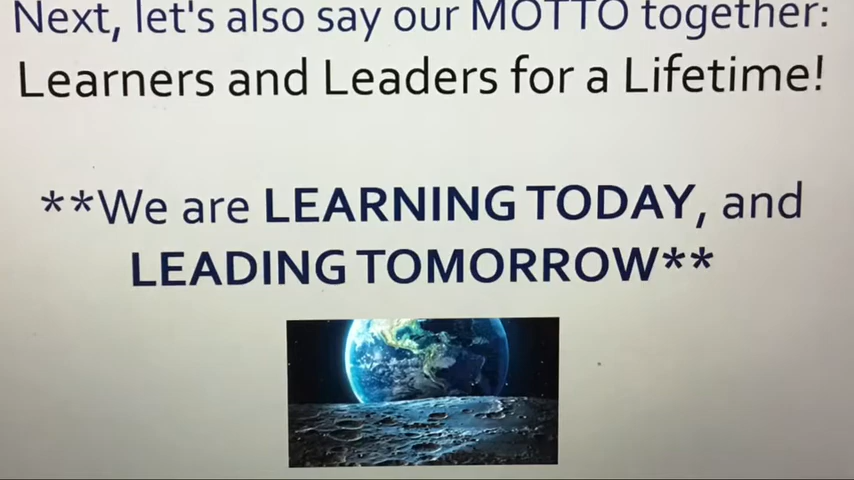 Next, let's also say our MOTTO together:
Learners and Leaders for a Lifetime!
**We are LEARNING TODAY, and
LEADING TOMORROW**